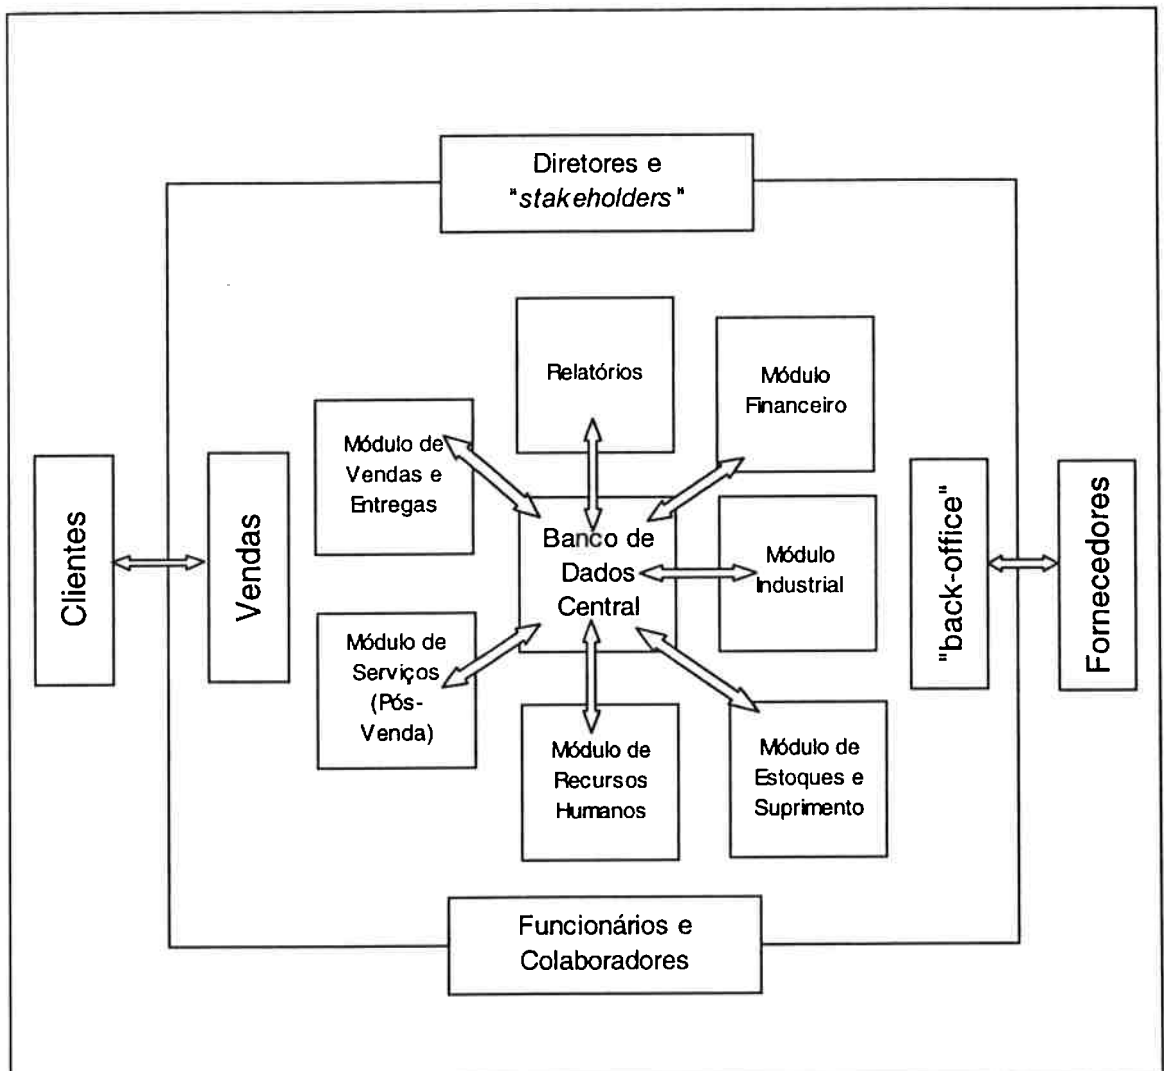 Diretores e
"stakeholders"
Relatórios
Módulo
Financeiro
Módulo de
Vendas e
Entregas
Clientes
Vendas
Banco de
Dados
Central
Módulo
Industrial
"back-office"
Fornecedores
Módulo de
Serviços
(Pós-
Venda)
Módulo de
Recursos
Humanos
Módulo de
Estoques e
Suprimento
Funcionários e
Colaboradores